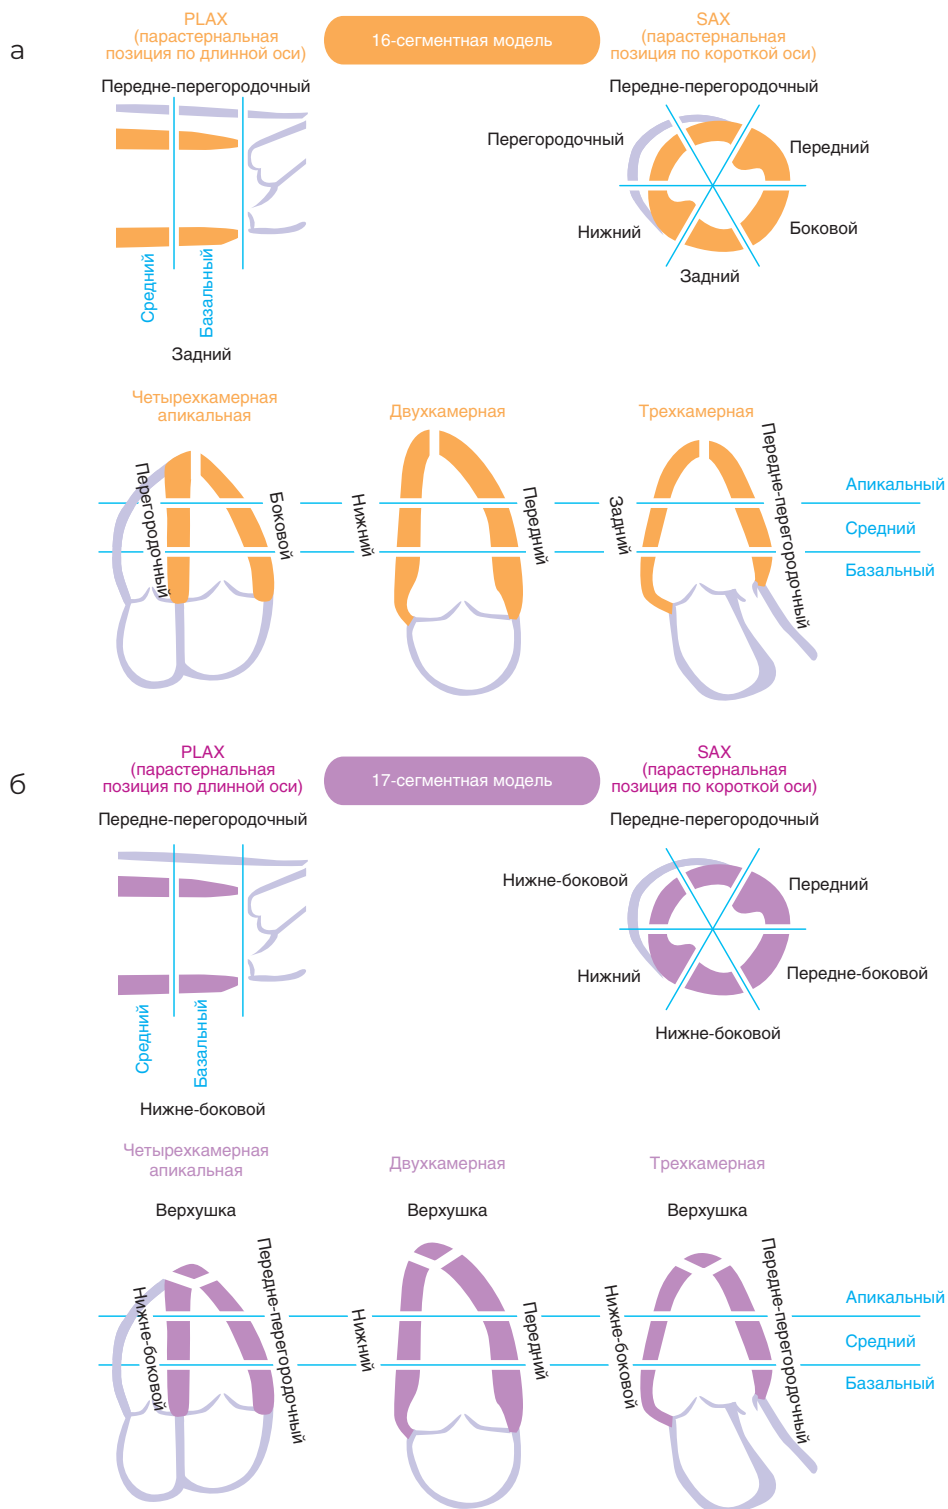 а
PLAX
(парастернальная
позиция по длинной оси)
16-сегментная модель
SAX
(парастернальная
позиция по короткой оси)
Передне-перегородочный
Средний
Базальный
Задний
Передне-перегородочный
Перегородочный
Передний
Нижний
Боковой
Задний
Четырехкамерная
апикальная
Двухкамерная
Трехкамерная
Перегородочный
Боковой
Нижний
Передний
Задний
Передне-перегородочный
Апикальный
Средний
Базальный
б
PLAX
(парастернальная
позиция по длинной оси)
17-сегментная модель
SAX
(парастернальная
позиция по короткой оси)
Передне-перегородочный
Средний
Базальный
Нижне-боковой
Передне-перегородочный
Нижне-боковой
Передний
Нижний
Передне-боковой
Нижне-боковой
Четырехкамерная
апикальная
Двухкамерная
Трехкамерная
Верхушка
Верхушка
Верхушка
Нижне-боковой
Передне-перегородочный
Нижний
Передний
Нижне-боковой
Передне-перегородочный
Апикальный
Средний
Базальный